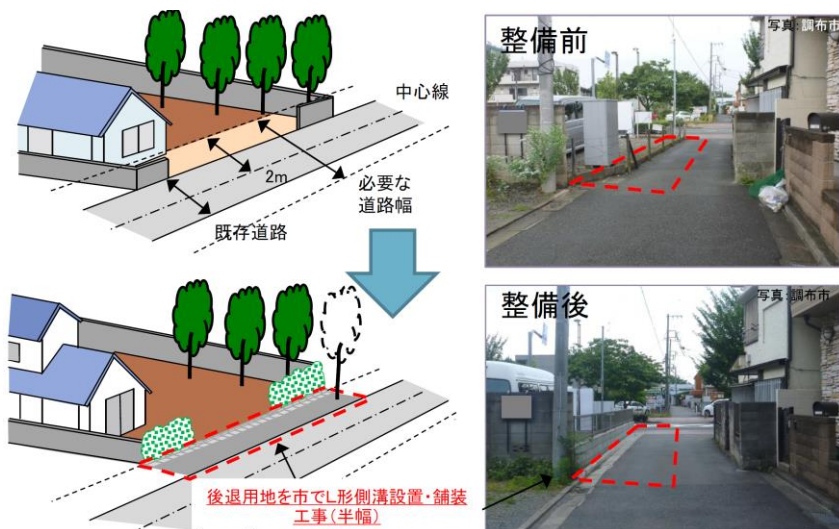 中心線
2m
必要な
道路幅
既存道路
後退用地を市でL形側溝設置・舗装
工事(半幅)
整備前
写真:調布市
整備後
写真:調布市